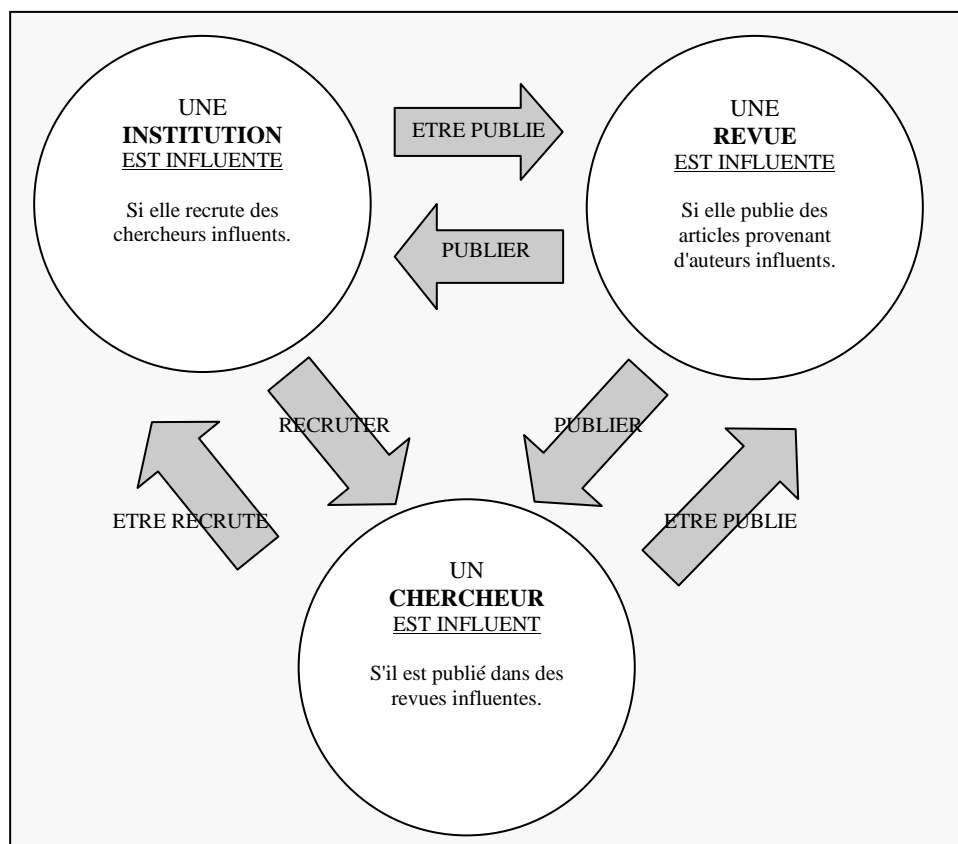 UNE
INSTITUTION
EST INFLUENTE
Si elle recrute des
chercheurs influents.
ETRE PUBLIE
PUBLIER
UNE
REVUE
EST INFLUENTE
Si elle publie des
articles provenant
d'auteurs influents.
RECRUTER
PUBLIER
ETRE RECRUTE
ETRE PUBLIE
UN
CHERCHEUR
EST INFLUENT
S'il est publié dans des
revues influentes.